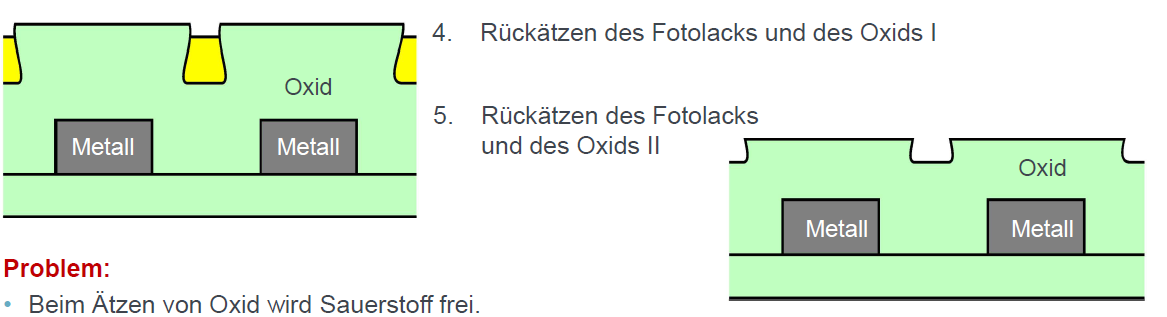 4. Rückätzen des Fotolacks und des Oxids I
Oxid
Metall Metall
5. Rückätzen des Fotolacks
und des Oxids II
Oxid
Metall Metall
Problem:
• Beim Ätzen von Oxid wird Sauerstoff frei.